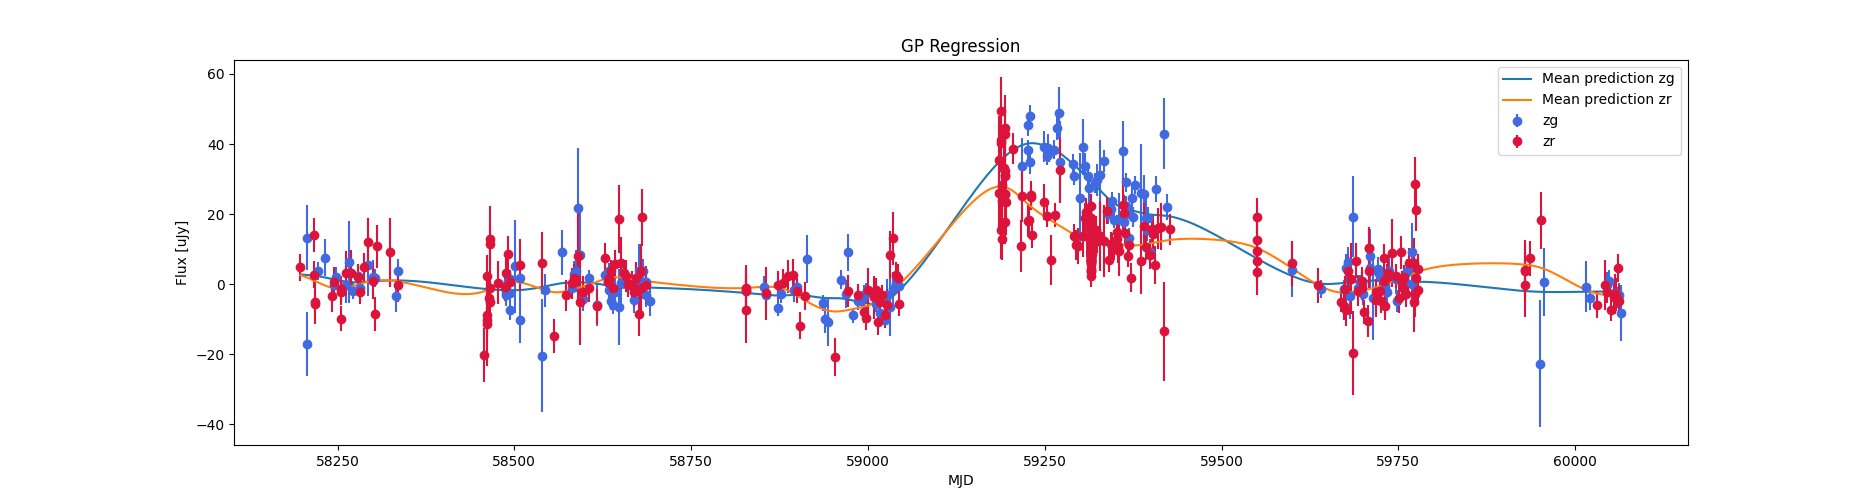 GP Regression
Flux [uJy]
60
40
20
0
−20
−40
58250 58500 58750 59000 59250 59500 59750 60000
MJD
Mean prediction zg
Mean prediction zr
zg
zr